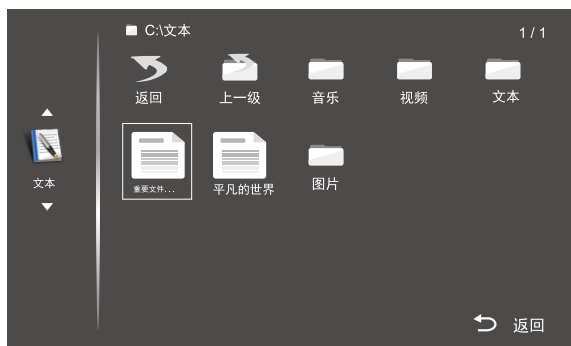 C:\文本
1 / 1
返回
上一级
音乐
视频
文本
文本
重要文件...
平凡的世界
图片
返回